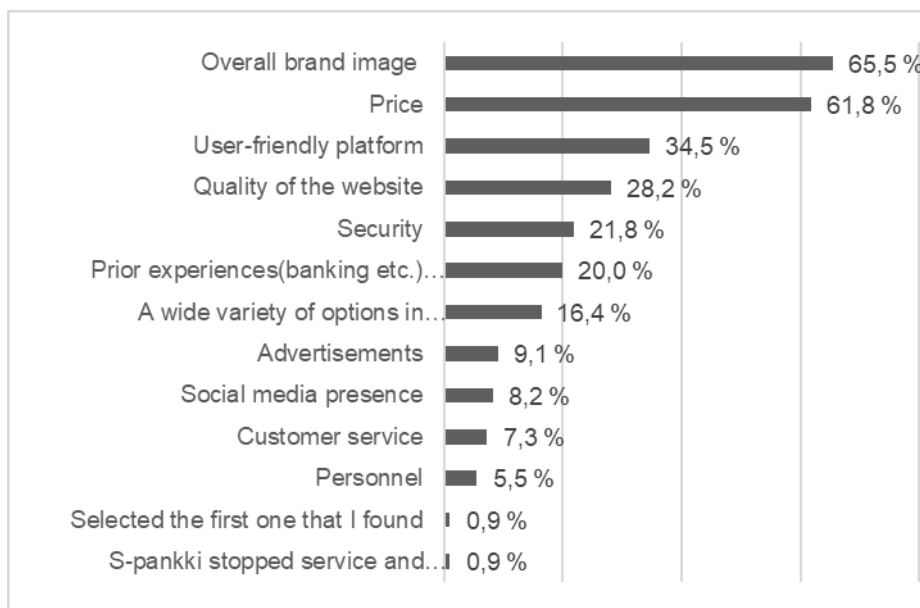 Overall brand image 65,5 %
Price 61,8 %
User-friendly platform 34,5 %
Quality of the website 28,2 %
Security 21,8 %
Prior experiences(banking etc.)… 20,0 %
A wide variety of options in… 16,4 %
Advertisements 9,1 %
Social media presence 8,2 %
Customer service 7,3 %
Personnel 5,5 %
Selected the first one that I found 0,9 %
S-pankki stopped service and… 0,9 %